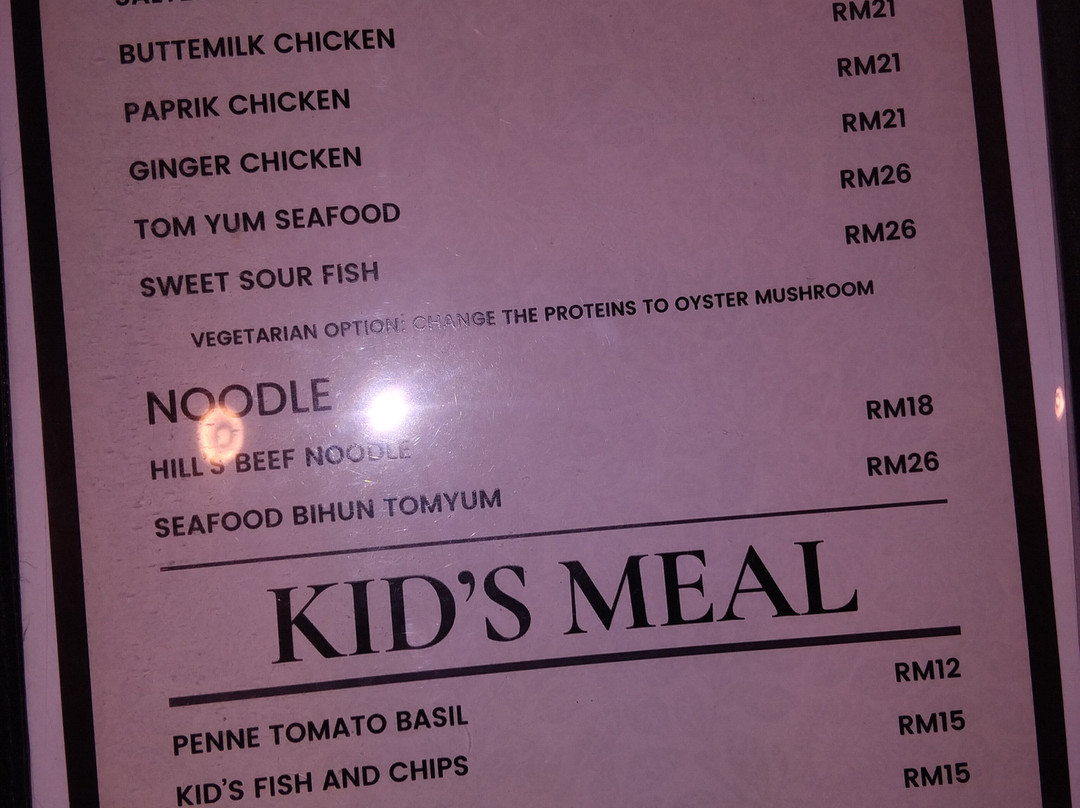 BUTTEMILK CHICKEN RM21
PAPRIK CHICKEN RM21
GINGER CHICKEN RM21
TOM YUM SEAFOOD RM26
SWEET SOUR FISH RM26
VEGETARIAN OPTION: CHANGE THE PROTEINS TO OYSTER MUSHROOM
NOODLE
HILL'S BEEF NOODLE RM18
SEAFOOD BIHUN TOMYUM RM26
KID'S MEAL
PENNE TOMATO BASIL RM12
KID'S FISH AND CHIPS RM15
RM15